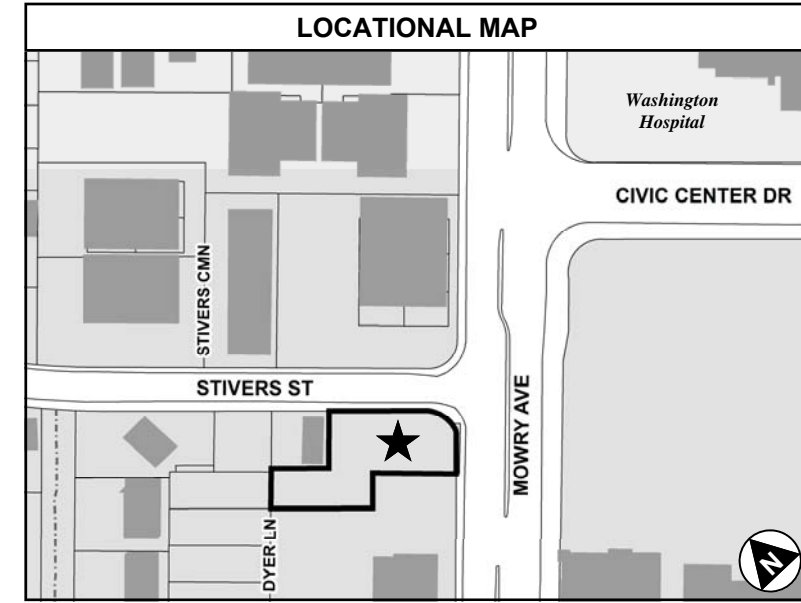 LOCATIONAL MAP
Washington
Hospital
CIVIC CENTER DR
STIVERS CMN
STIVERS ST
MOWRY AVE
DYER LN
N